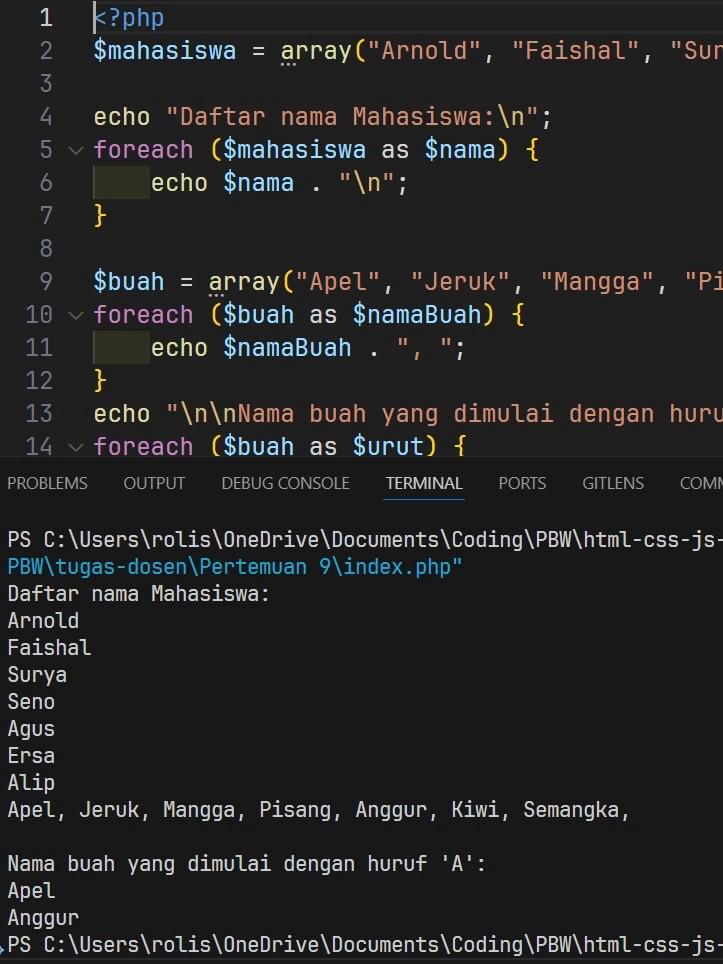 1 <?php
2 $mahasiswa = array("Arnold", "Faishal", "Sur
3
4 echo "Daftar nama Mahasiswa:\n";
5 foreach ($mahasiswa as $nama) {
6 echo $nama . "\n";
7 }
8
9 $buah = array("Apel", "Jeruk", "Mangga", "Pi
10 foreach ($buah as $namaBuah) {
11 echo $namaBuah . ", ";
12 }
13 echo "\n\nNama buah yang dimulai dengan huru
14 foreach ($buah as $urut) {
PROBLEMS OUTPUT DEBUG CONSOLE TERMINAL PORTS GITLENS COMM
PS C:\Users\rolis\OneDrive\Documents\Coding\PBW\html-css-js-
PBW\tugas-dosen\Pertemuan 9\index.php"
Daftar nama Mahasiswa:
Arnold
Faishal
Surya
Seno
Agus
Ersa
Alip
Apel, Jeruk, Mangga, Pisang, Anggur, Kiwi, Semangka,
Nama buah yang dimulai dengan huruf 'A':
Apel
Anggur
PS C:\Users\rolis\OneDrive\Documents\Coding\PBW\html-css-js-